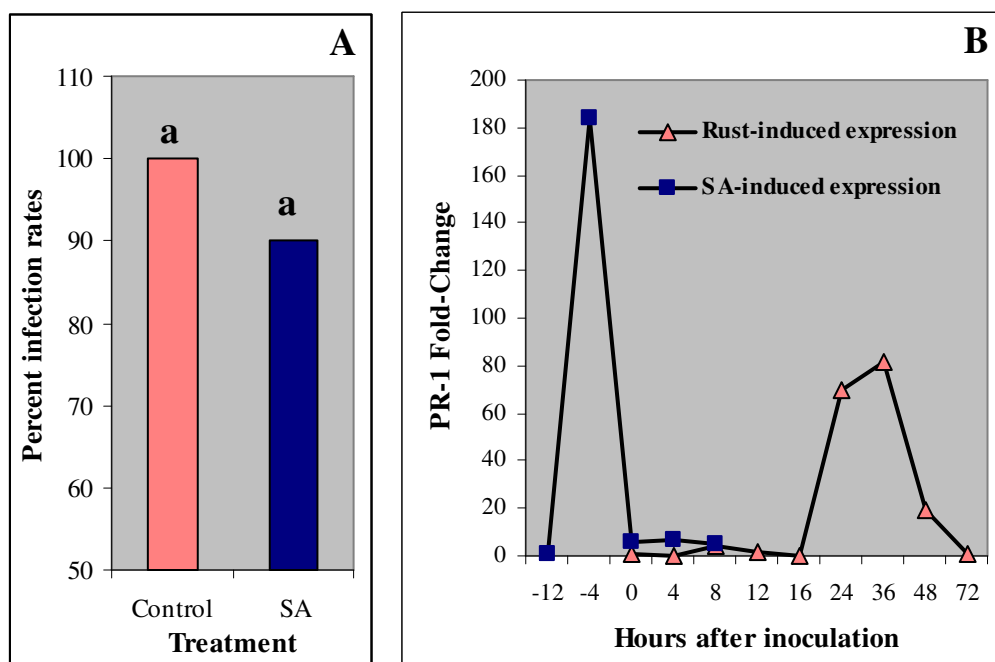 A
Percent infection rates
110
100
90
80
70
60
50
a
a
Control SA
Treatment
B
PR-1 Fold-Change
200
180
160
140
120
100
80
60
40
20
0
Rust-induced expression
SA-induced expression
-12 -4 0 4 8 12 16 24 36 48 72
Hours after inoculation